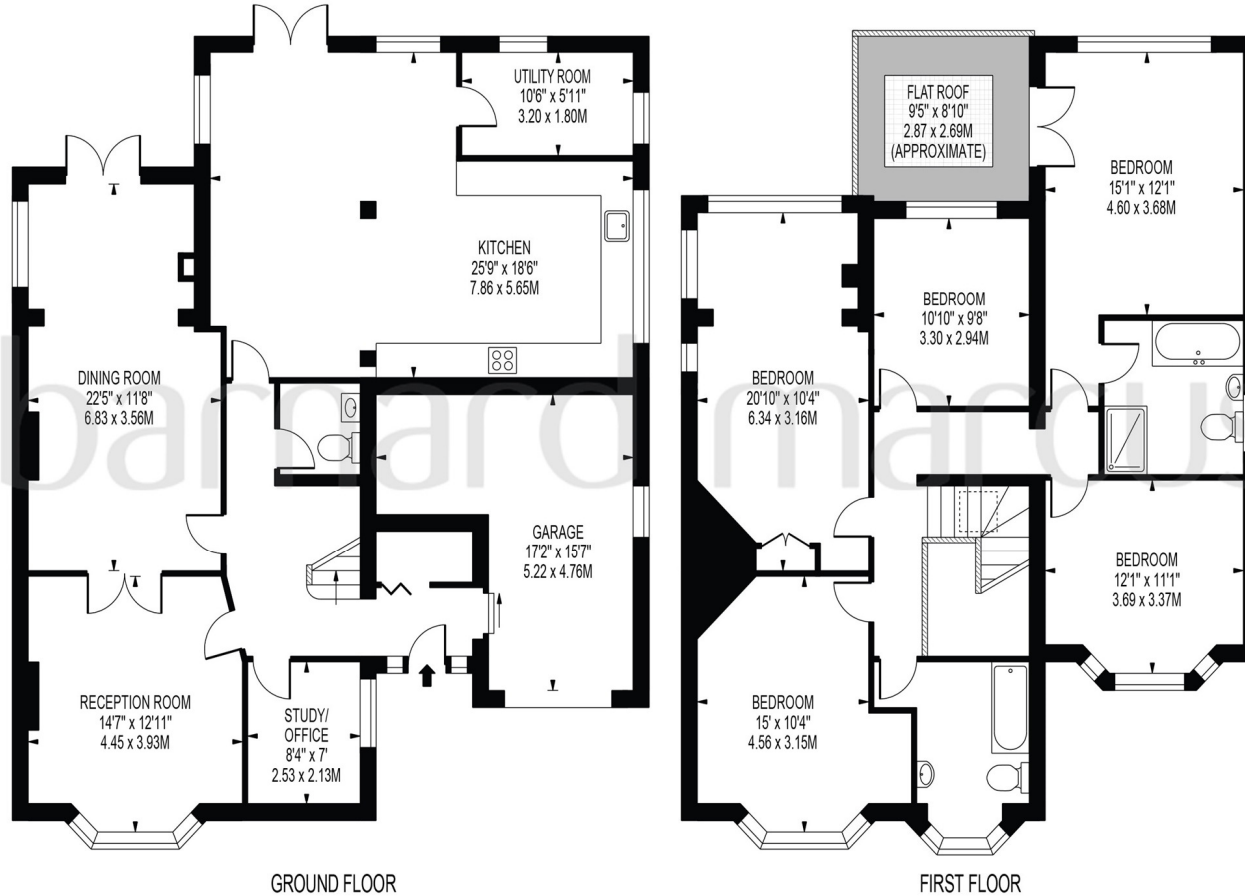 UTILITY ROOM
10'6" x 5'11"
3.20 x 1.80M
KITCHEN
25'9" x 18'6"
7.86 x 5.65M
DINING ROOM
22'5" x 11'8"
6.83 x 3.56M
GARAGE
17'2" x 15'7"
5.22 x 4.76M
RECEPTION ROOM
14'7" x 12'11"
4.45 x 3.93M
STUDY/
OFFICE
8'4" x 7'
2.53 x 2.13M
GROUND FLOOR
FLAT ROOF
9'5" x 8'10"
2.87 x 2.69M
(APPROXIMATE)
BEDROOM
15'1" x 12'1"
4.60 x 3.68M
BEDROOM
10'10" x 9'8"
3.30 x 2.94M
BEDROOM
20'10" x 10'4"
6.34 x 3.16M
BEDROOM
12'1" x 11'1"
3.69 x 3.37M
BEDROOM
15' x 10'4"
4.56 x 3.15M
FIRST FLOOR
barnard marcus